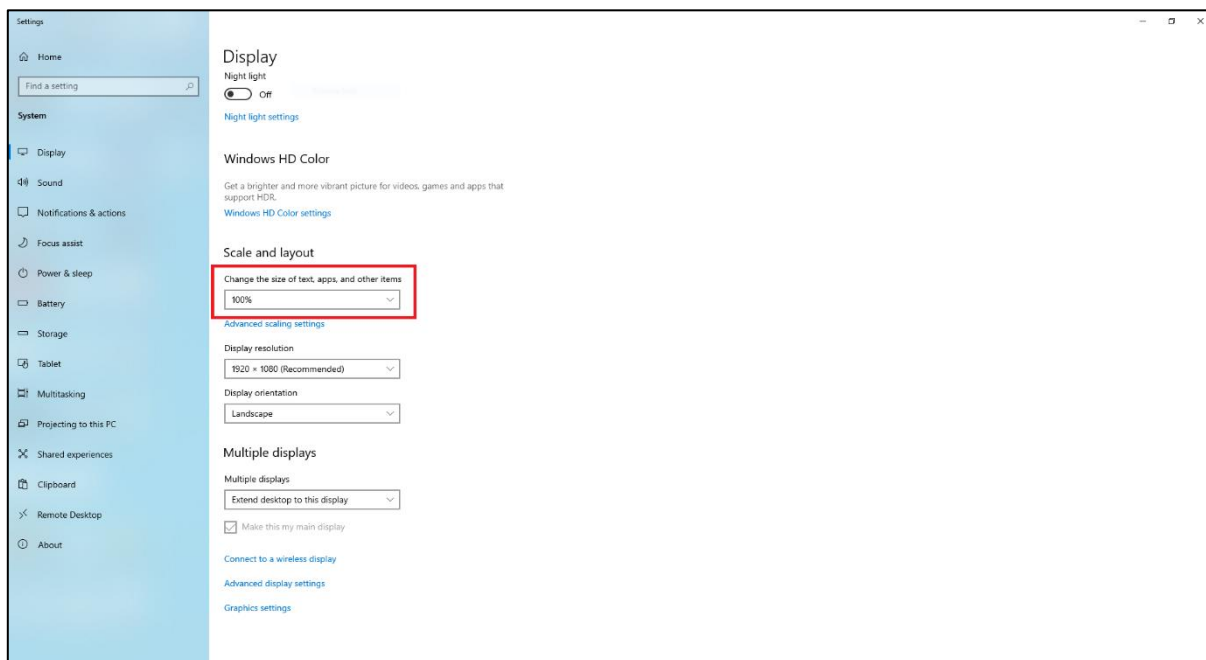 Settings
Home
Find a setting
System
Display
Sound
Notifications & actions
Focus assist
Power & sleep
Battery
Storage
Tablet
Multitasking
Projecting to this PC
Shared experiences
Clipboard
Remote Desktop
About
Display
Night light
Off
Night light settings
Windows HD Color
Get a brighter and more vibrant picture for videos, games and apps that
support HDR.
Windows HD Color settings
Scale and layout
Change the size of text, apps, and other items
100%
Advanced scaling settings
Display resolution
1920 × 1080 (Recommended)
Display orientation
Landscape
Multiple displays
Multiple displays
Extend desktop to this display
Make this my main display
Connect to a wireless display
Advanced display settings
Graphics settings